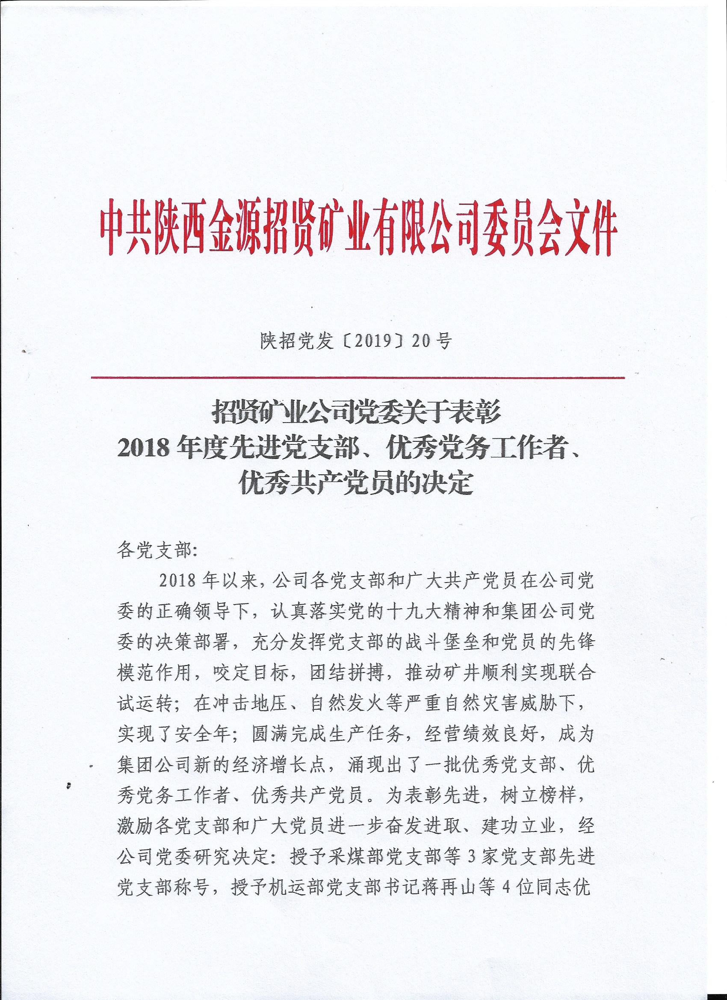 中共陕西金源招贤矿业有限公司委员会文件
陕招党发〔2019〕20号
招贤矿业公司党委关于表彰
2018年度先进党支部、优秀党务工作者、
优秀共产党员的决定
各党支部：
2018年以来，公司各党支部和广大共产党员在公司党
委的正确领导下，认真落实党的十九大精神和集团公司党
委的决策部署，充分发挥党支部的战斗堡垒和党员的先锋
模范作用，咬定目标，团结拼搏，推动矿井顺利实现联合
试运转；在冲击地压、自然发火等严重自然灾害威胁下，
实现了安全年；圆满完成生产任务，经营绩效良好，成为
集团公司新的经济增长点，涌现出了一批优秀党支部、优
秀党务工作者、优秀共产党员。为表彰先进，树立榜样，
激励各党支部和广大党员进一步奋发进取、建功立业，经
公司党委研究决定：授予采煤部党支部等3家党支部先进
党支部称号，授予机运部党支部书记蒋再山等4位同志优